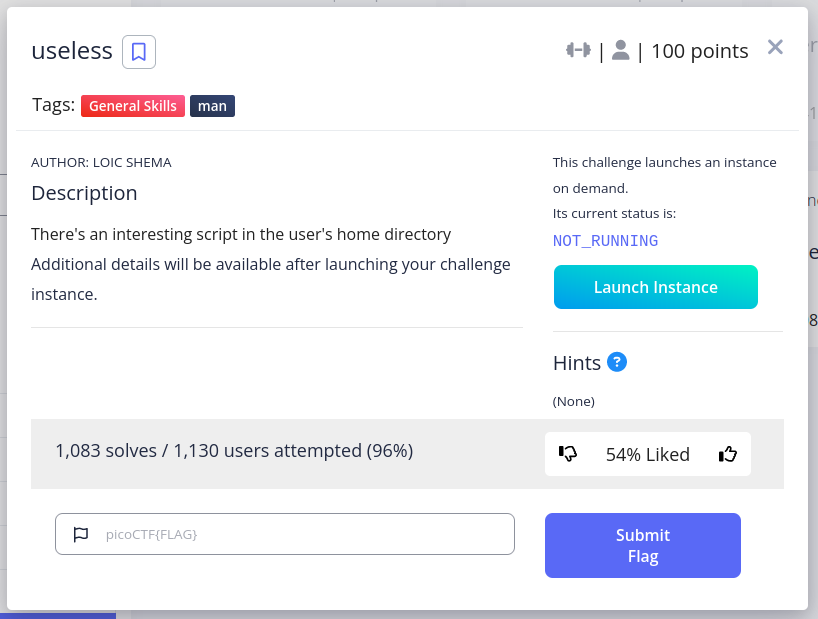 useless
| | 100 points
Tags: General Skills man
AUTHOR: LOIC SHEMA
Description
There's an interesting script in the user's home directory
Additional details will be available after launching your challenge
instance.
This challenge launches an instance
on demand.
Its current status is:
NOT_RUNNING
Launch Instance
Hints ?
(None)
1,083 solves / 1,130 users attempted (96%)
54% Liked
picoCTF{FLAG}
Submit
Flag